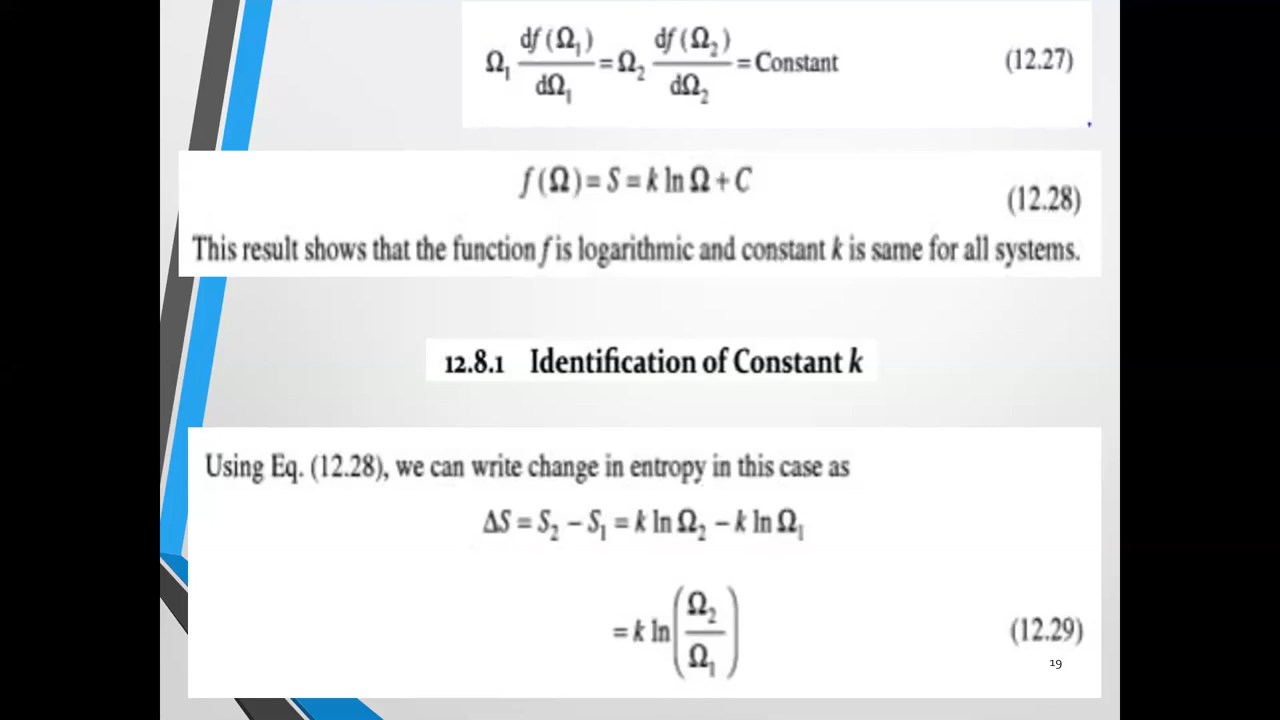 Ω₁ df(Ω₁)/dΩ₁ = Ω₂ df(Ω₂)/dΩ₂ = Constant (12.27)
f(Ω) = S = k ln Ω + C (12.28)
This result shows that the function f is logarithmic and constant k is same for all systems.
12.8.1 Identification of Constant k
Using Eq. (12.28), we can write change in entropy in this case as
ΔS = S₂ − S₁ = k ln Ω₂ − k ln Ω₁
= k ln(Ω₂/Ω₁) (12.29)
19